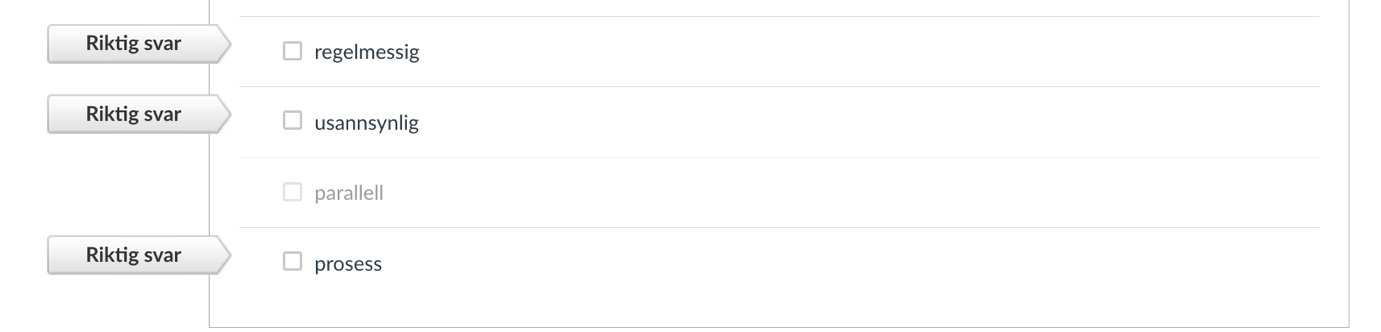 Riktig svar
regelmessig
Riktig svar
usannsynlig
parallell
Riktig svar
prosess